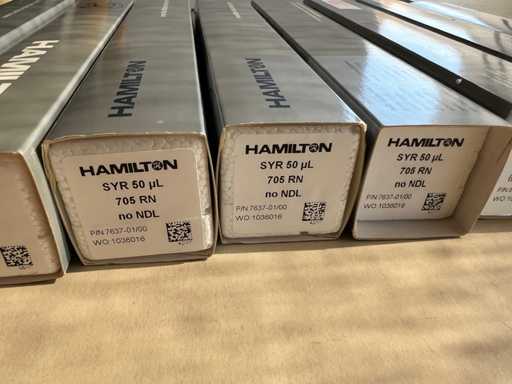 HAMIL
HAMILTON
HAMILTON
HAMILTON
SYR 50 µL
705 RN
no NDL
P/N 7637-01/00
WO 1036016
HAMILTON
SYR 50 µL
705 RN
no NDL
P/N 7637-01/00
WO 1036016
HAMILTON
SYR 50 µL
705 RN
no NDL
P/N 7637-01/00
WO 1036016